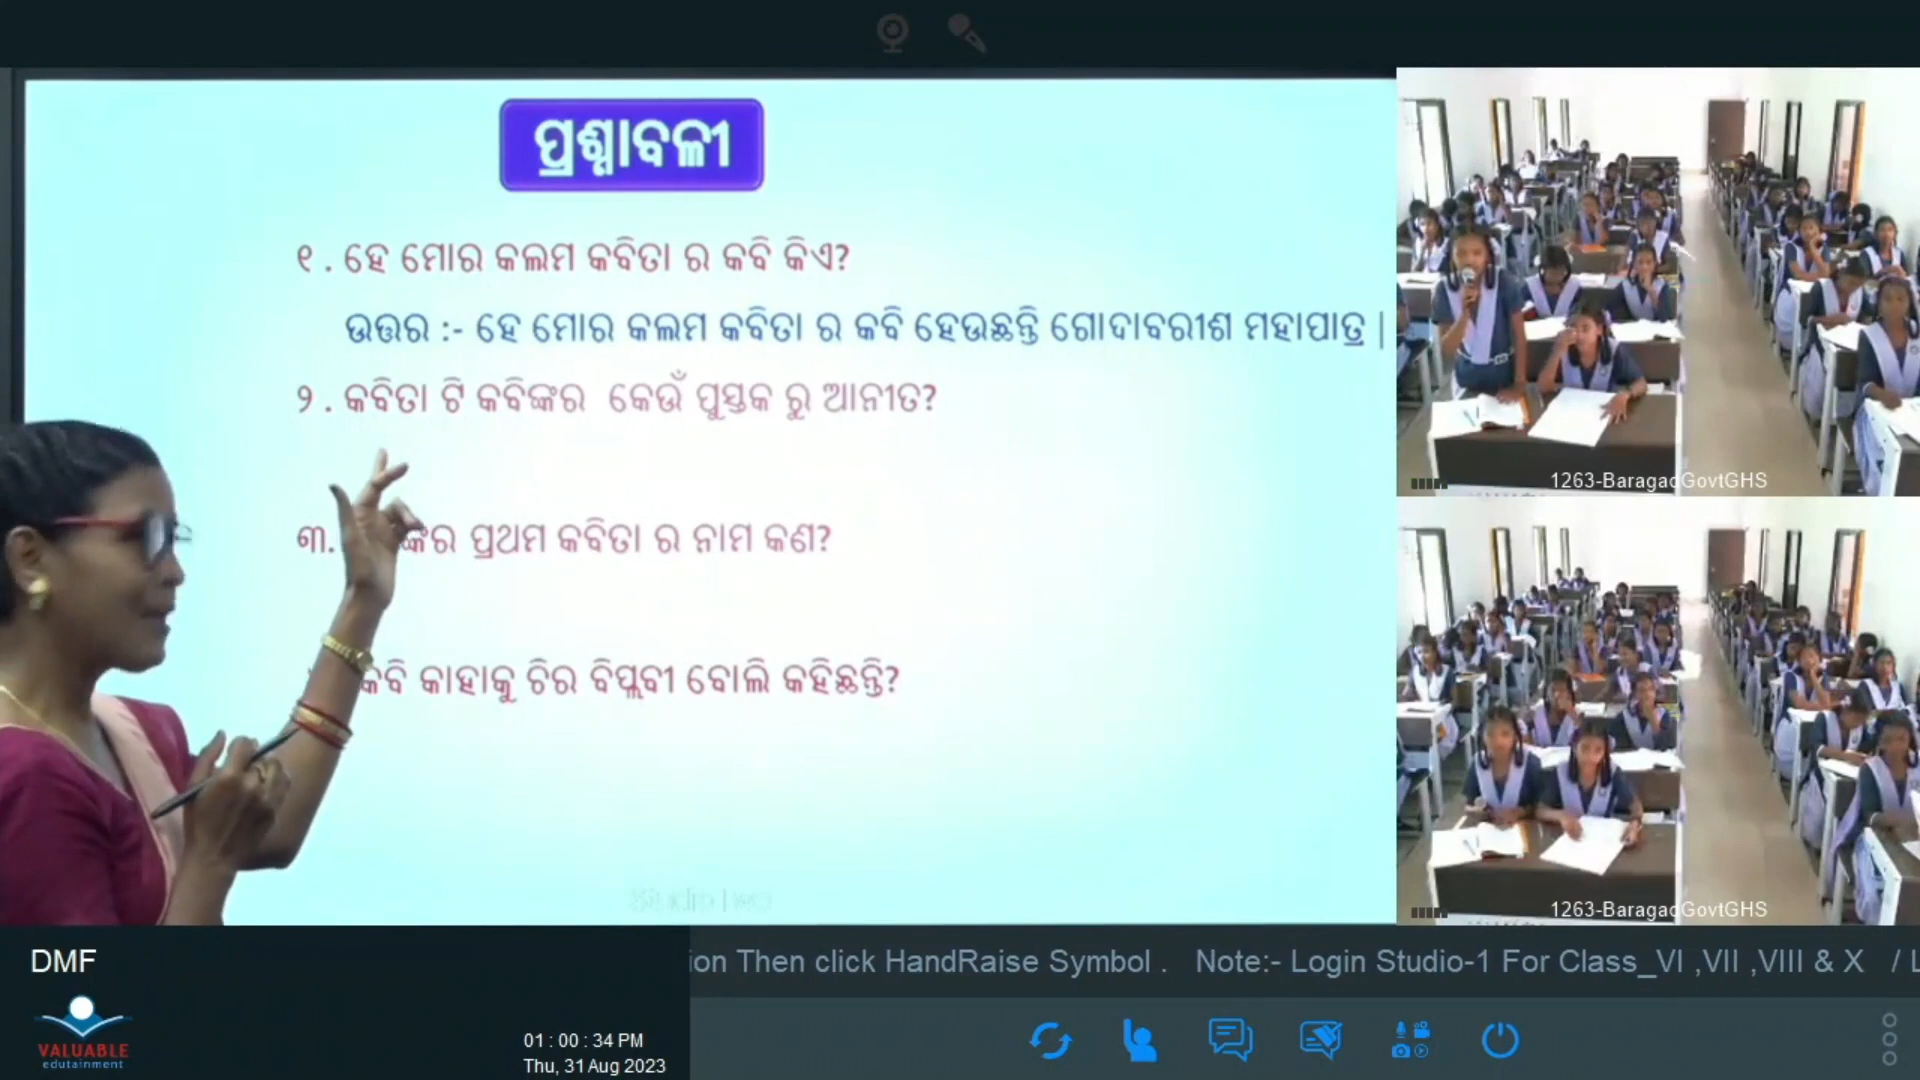 ପ୍ରଶ୍ନାବଳୀ
୧ . ହେ ମୋର କଲମ କବିତା ର କବି କିଏ?
ଉତ୍ତର :- ହେ ମୋର କଲମ କବିତା ର କବି ହେଉଛନ୍ତି ଗୋଦାବରୀଶ ମହାପାତ୍ର |
୨ . କବିତା ଟି କବିଙ୍କର କେଉଁ ପୁସ୍ତକ ରୁ ଆନୀତ?
୩. ଙ୍କର ପ୍ରଥମ କବିତା ର ନାମ କଣ?
କବି କାହାକୁ ଚିର ବିପ୍ଲବୀ ବୋଲି କହିଛନ୍ତି?
1263-BaragadGovtGHS
1263-BaragadGovtGHS
DMF
ion Then click HandRaise Symbol . Note:- Login Studio-1 For Class_VI ,VII ,VIII & X / L
VALUABLE
edutainment
01 : 00 : 34 PM
Thu, 31 Aug 2023